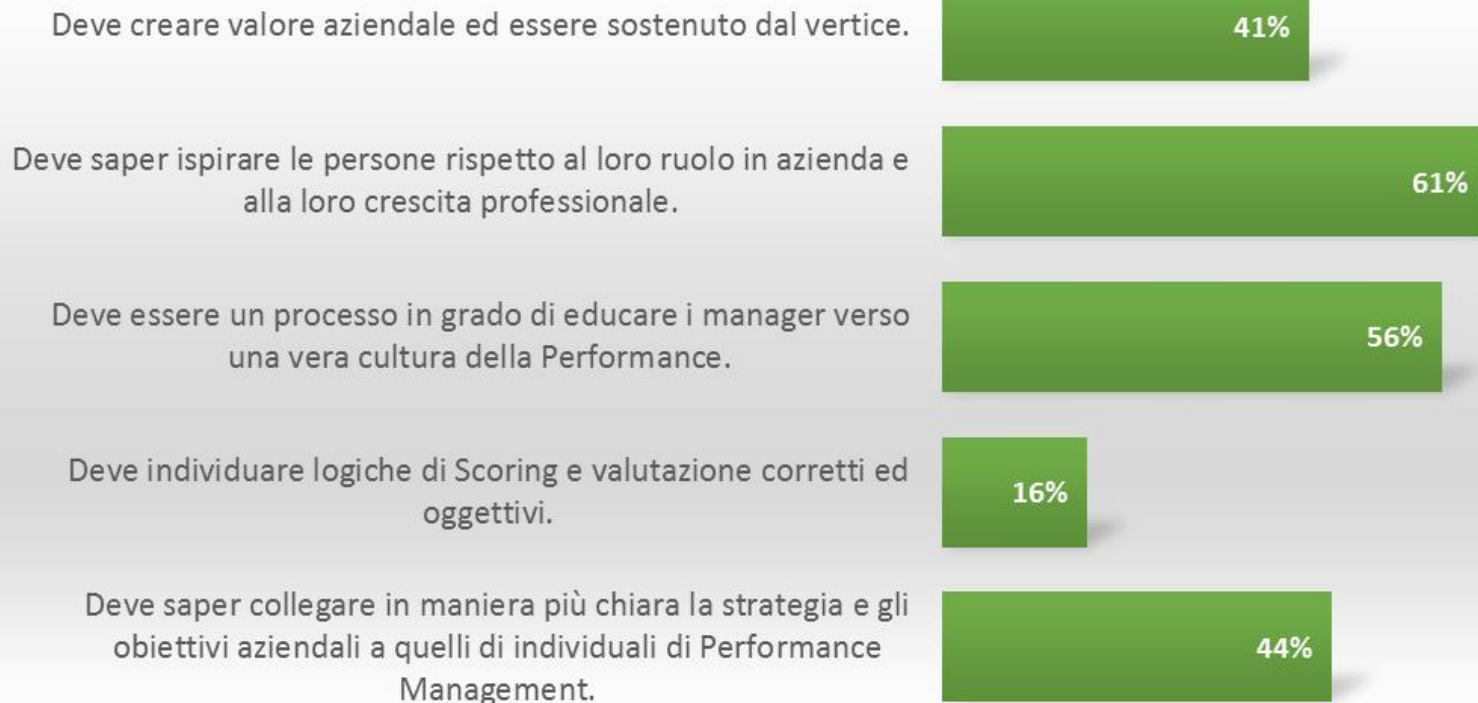 Deve creare valore aziendale ed essere sostenuto dal vertice.
41%
Deve saper ispirare le persone rispetto al loro ruolo in azienda e
alla loro crescita professionale.
61%
Deve essere un processo in grado di educare i manager verso
una vera cultura della Performance.
56%
Deve individuare logiche di Scoring e valutazione corretti ed
oggettivi.
16%
Deve saper collegare in maniera più chiara la strategia e gli
obiettivi aziendali a quelli di individuali di Performance
Management.
44%